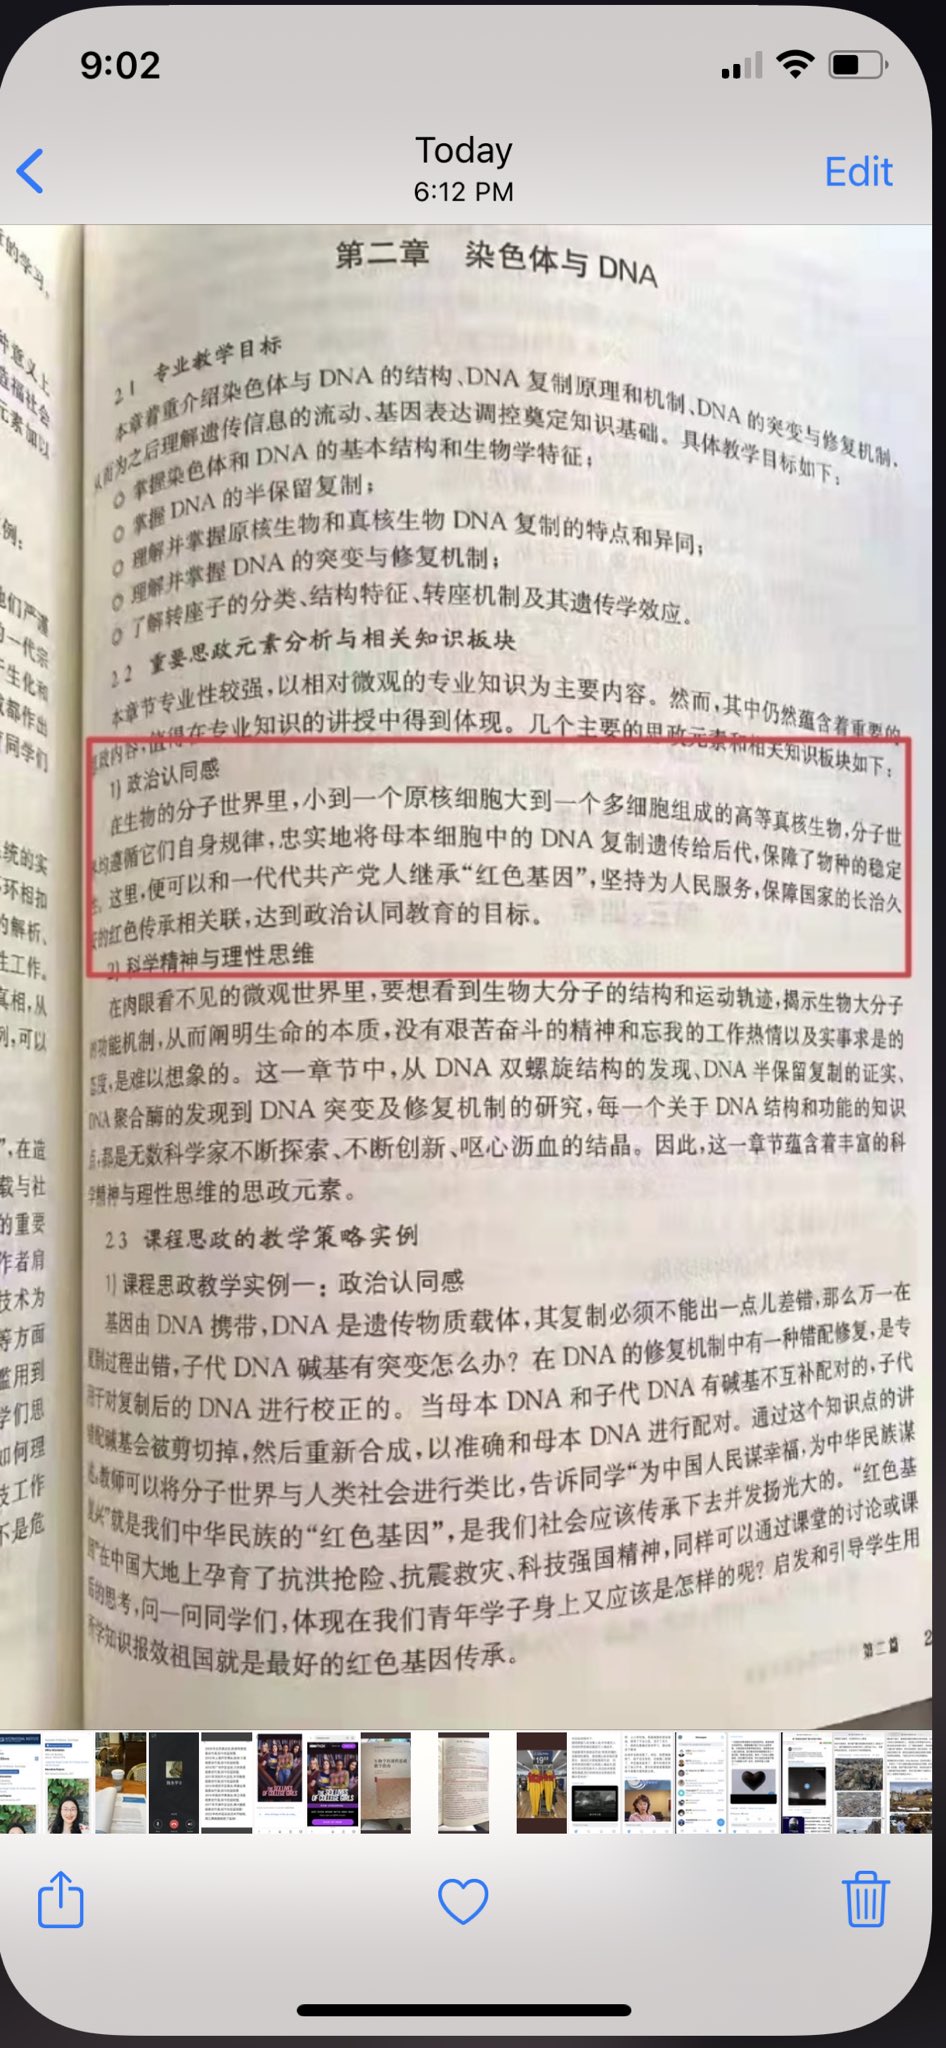 9:02
Today
6:12 PM
Edit
第二章 染色体与 DNA
2.1 专业教学目标
本章着重介绍染色体与 DNA 的结构、DNA 复制原理和机制、DNA 的突变与修复机制,
从而为之后理解遗传信息的流动、基因表达调控奠定知识基础。具体教学目标如下:
○ 掌握染色体和 DNA 的基本结构和生物学特征;
○ 掌握 DNA 的半保留复制;
○ 理解并掌握原核生物和真核生物 DNA 复制的特点和异同;
○ 理解并掌握 DNA 的突变与修复机制;
○ 了解转座子的分类、结构特征、转座机制及其遗传学效应。
2.2 重要思政元素分析与相关知识板块
本章节专业性较强,以相对微观的专业知识为主要内容。然而,其中仍然蕴含着重要的
思政内容,值得在专业知识的讲授中得到体现。几个主要的思政元素和相关知识板块如下:
1) 政治认同感
在生物的分子世界里,小到一个原核细胞大到一个多细胞组成的高等真核生物,分子世
界均遵循它们自身规律,忠实地将母本细胞中的 DNA 复制遗传给后代,保障了物种的稳定
性。这里,便可以和一代代共产党人继承“红色基因”,坚持为人民服务,保障国家的长治久
安的红色传承相关联,达到政治认同教育的目标。
2) 科学精神与理性思维
在肉眼看不见的微观世界里,要想看到生物大分子的结构和运动轨迹,揭示生物大分子
的功能机制,从而阐明生命的本质,没有艰苦奋斗的精神和忘我的工作热情以及实事求是的
态度,是难以想象的。这一章节中,从 DNA 双螺旋结构的发现、DNA 半保留复制的证实、
DNA 聚合酶的发现到 DNA 突变及修复机制的研究,每一个关于 DNA 结构和功能的知识
点,都是无数科学家不断探索、不断创新、呕心沥血的结晶。因此,这一章节蕴含着丰富的科
学精神与理性思维的思政元素。
2.3 课程思政的教学策略实例
1) 课程思政教学实例一:政治认同感
基因由 DNA 携带,DNA 是遗传物质载体,其复制必须不能出一点儿差错,那么万一在
复制过程出错,子代 DNA 碱基有突变怎么办?在 DNA 的修复机制中有一种错配修复,是专
用于对复制后的 DNA 进行校正的。当母本 DNA 和子代 DNA 有碱基不互补配对的,子代
错配碱基会被剪切掉,然后重新合成,以准确和母本 DNA 进行配对。通过这个知识点的讲
述,教师可以将分子世界与人类社会进行类比,告诉同学“为中国人民谋幸福,为中华民族谋
复兴”就是我们中华民族的“红色基因”,是我们社会应该传承下去并发扬光大的。“红色基
因”在中国大地上孕育了抗洪抢险、抗震救灾、科技强国精神,同样可以通过课堂的讨论或课
后的思考,问一问同学们,体现在我们青年学子身上又应该是怎样的呢?启发和引导学生用
所学知识报效祖国就是最好的红色基因传承。
第二篇 2